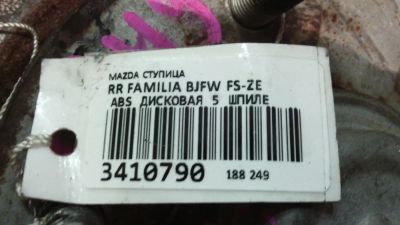 MAZDA СТУПИЦА
RR FAMILIA BJFW FS-ZE
ABS ДИСКОВАЯ 5 ШПИЛЕ
3410790 188 249